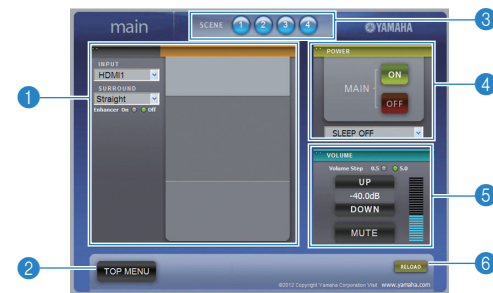 main
SCENE 1 2 3 4
YAMAHA
3
INPUT
HDMI1
SURROUND
Straight
Enhancer On Off
1
POWER
MAIN
ON
OFF
SLEEP OFF
4
VOLUME
Volume Step 0.5 5.0
UP
-40.0dB
DOWN
MUTE
5
2
TOP MENU
RELOAD
6
©2012 Copyright Yamaha Corporation Visit www.yamaha.com